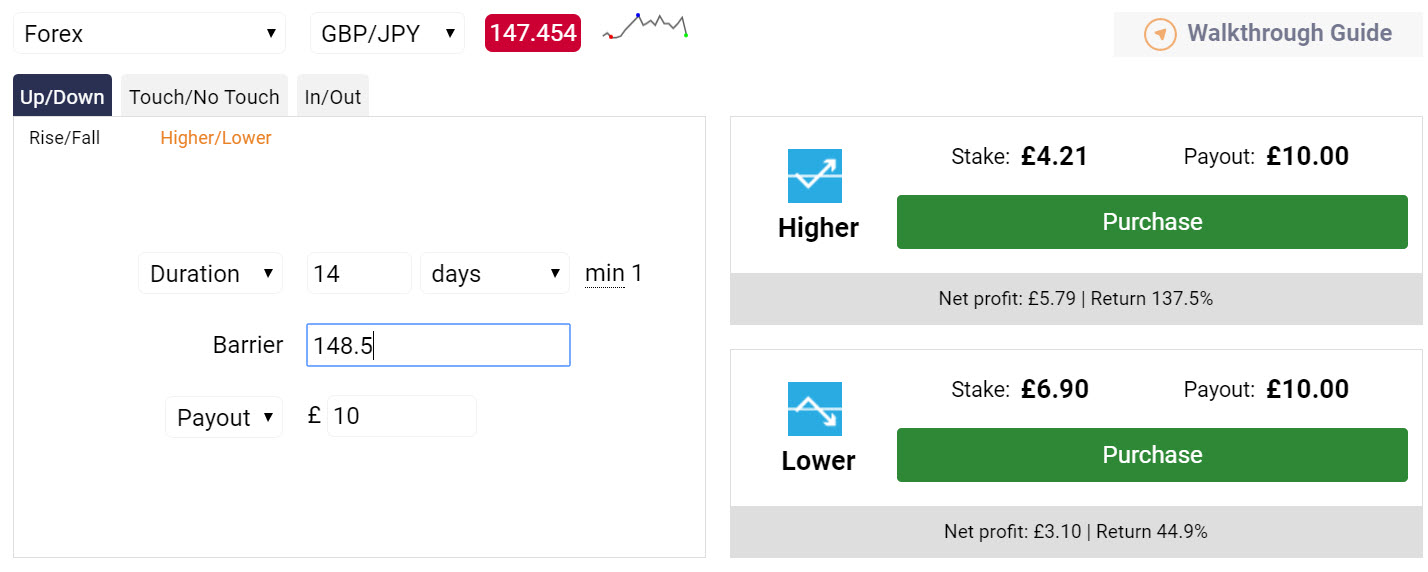 Forex GBP/JPY 147.454 Walkthrough Guide
Up/Down Touch/No Touch In/Out
Rise/Fall Higher/Lower
Duration 14 days min 1
Barrier 148.5
Payout £ 10
Stake: £4.21 Payout: £10.00
Higher Purchase
Net profit: £5.79 | Return 137.5%
Stake: £6.90 Payout: £10.00
Lower Purchase
Net profit: £3.10 | Return 44.9%